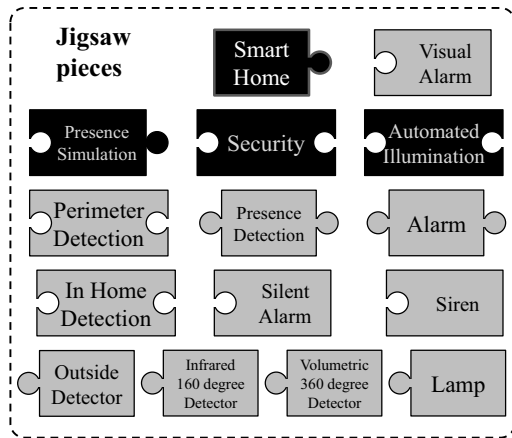 Jigsaw
pieces
Smart
Home
Visual
Alarm
Presence
Simulation
Security
Automated
Illumination
Perimeter
Detection
Presence
Detection
Alarm
In Home
Detection
Silent
Alarm
Siren
Outside
Detector
Infrared
160 degree
Detector
Volumetric
360 degree
Detector
Lamp